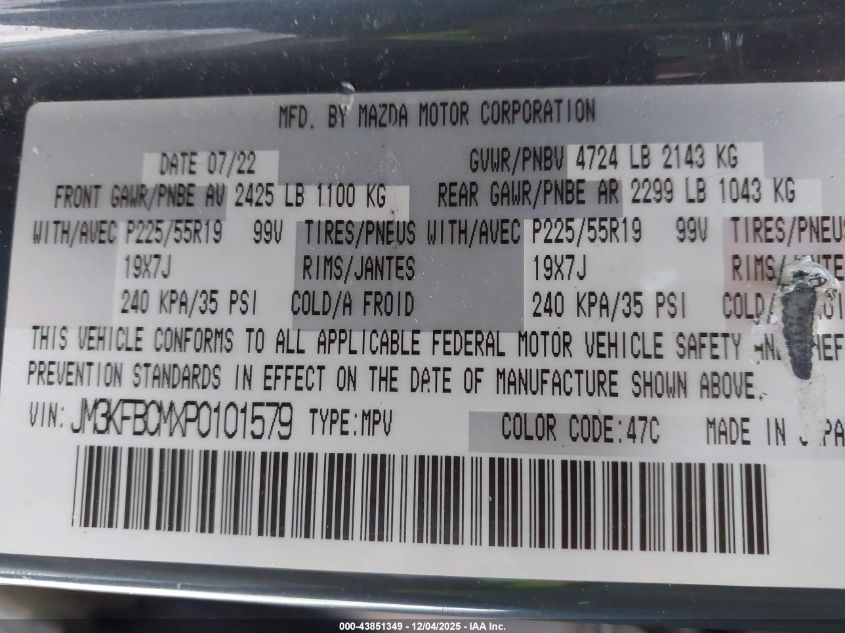 MFD. BY MAZDA MOTOR CORPORATION
DATE 07/22 GVWR/PNBV 4724 LB 2143 KG
FRONT GAWR/PNBE AV 2425 LB 1100 KG REAR GAWR/PNBE AR 2299 LB 1043 KG
WITH/AVEC P225/55R19 99V TIRES/PNEUS WITH/AVEC P225/55R19 99V TIRES/PNEUS
19X7J RIMS/JANTES 19X7J
240 KPA/35 PSI COLD/A FROID 240 KPA/35 PSI
THIS VEHICLE CONFORMS TO ALL APPLICABLE FEDERAL MOTOR VEHICLE SAFETY
PREVENTION STANDARDS IN EFFECT ON THE DATE OF MANUFACTURE SHOWN ABOVE.
VIN: JM3KFBCMXP0101579 TYPE:MPV COLOR CODE:47C MADE IN
000-43851349 - 12/04/2025 - IAA Inc.